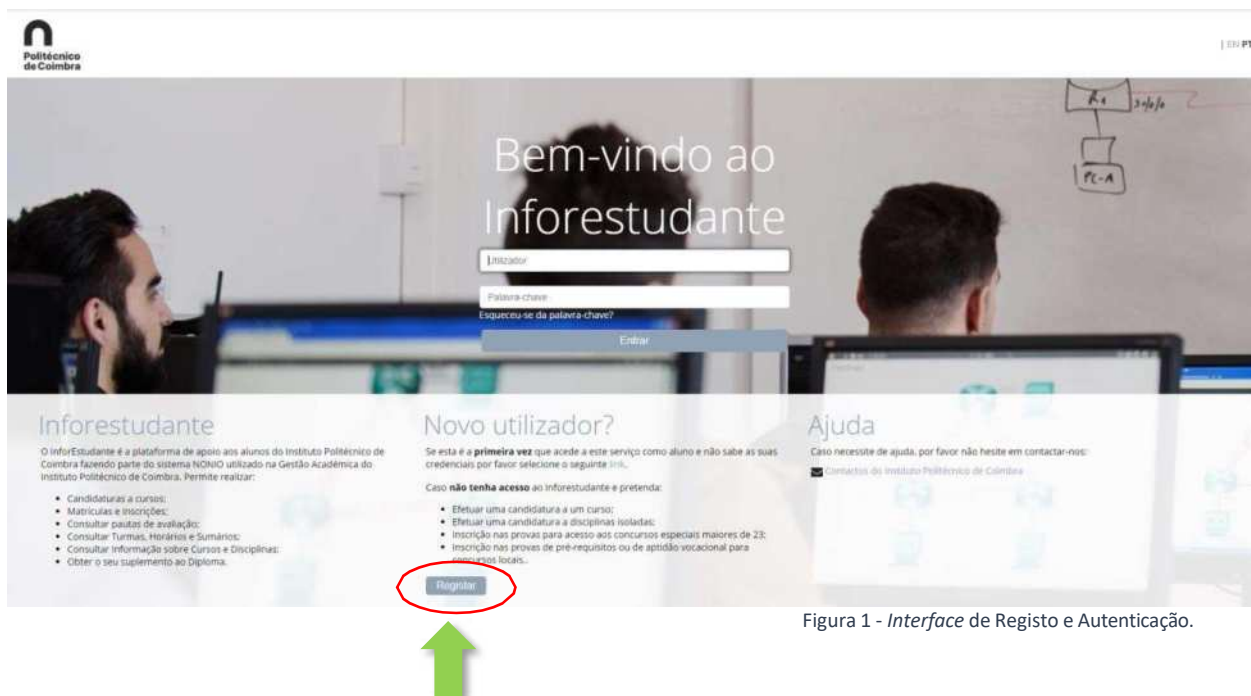 Politécnico
de Coimbra
| EN PT
R1
PC-A
Bem-vindo ao
Inforestudante
Utilizador
Palavra-chave
Esqueceu-se da palavra-chave?
Entrar
Inforestudante
O InforEstudante é a plataforma de apoio aos alunos do Instituto Politécnico de
Coimbra fazendo parte do sistema NONIO utilizado na Gestão Académica do
Instituto Politécnico de Coimbra. Permite realizar:
• Candidaturas a cursos;
• Matrículas e Inscrições;
• Consultar pautas de avaliação;
• Consultar Turmas, Horários e Sumários;
• Consultar Informação sobre Cursos e Disciplinas;
• Obter o seu suplemento ao Diploma.
Novo utilizador?
Se esta é a primeira vez que acede a este serviço como aluno e não sabe as suas
credenciais por favor selecione o seguinte link.
Caso não tenha acesso ao Inforestudante e pretenda:
• Efetuar uma candidatura a um curso;
• Efetuar uma candidatura a disciplinas isoladas;
• Inscrição nas provas para acesso aos concursos especiais maiores de 23;
• Inscrição nas provas de pré-requisitos ou de aptidão vocacional para
concursos locais..
Registar
Ajuda
Caso necessite de ajuda, por favor não hesite em contactar-nos:
Contactos do Instituto Politécnico de Coimbra
Figura 1 - Interface de Registo e Autenticação.